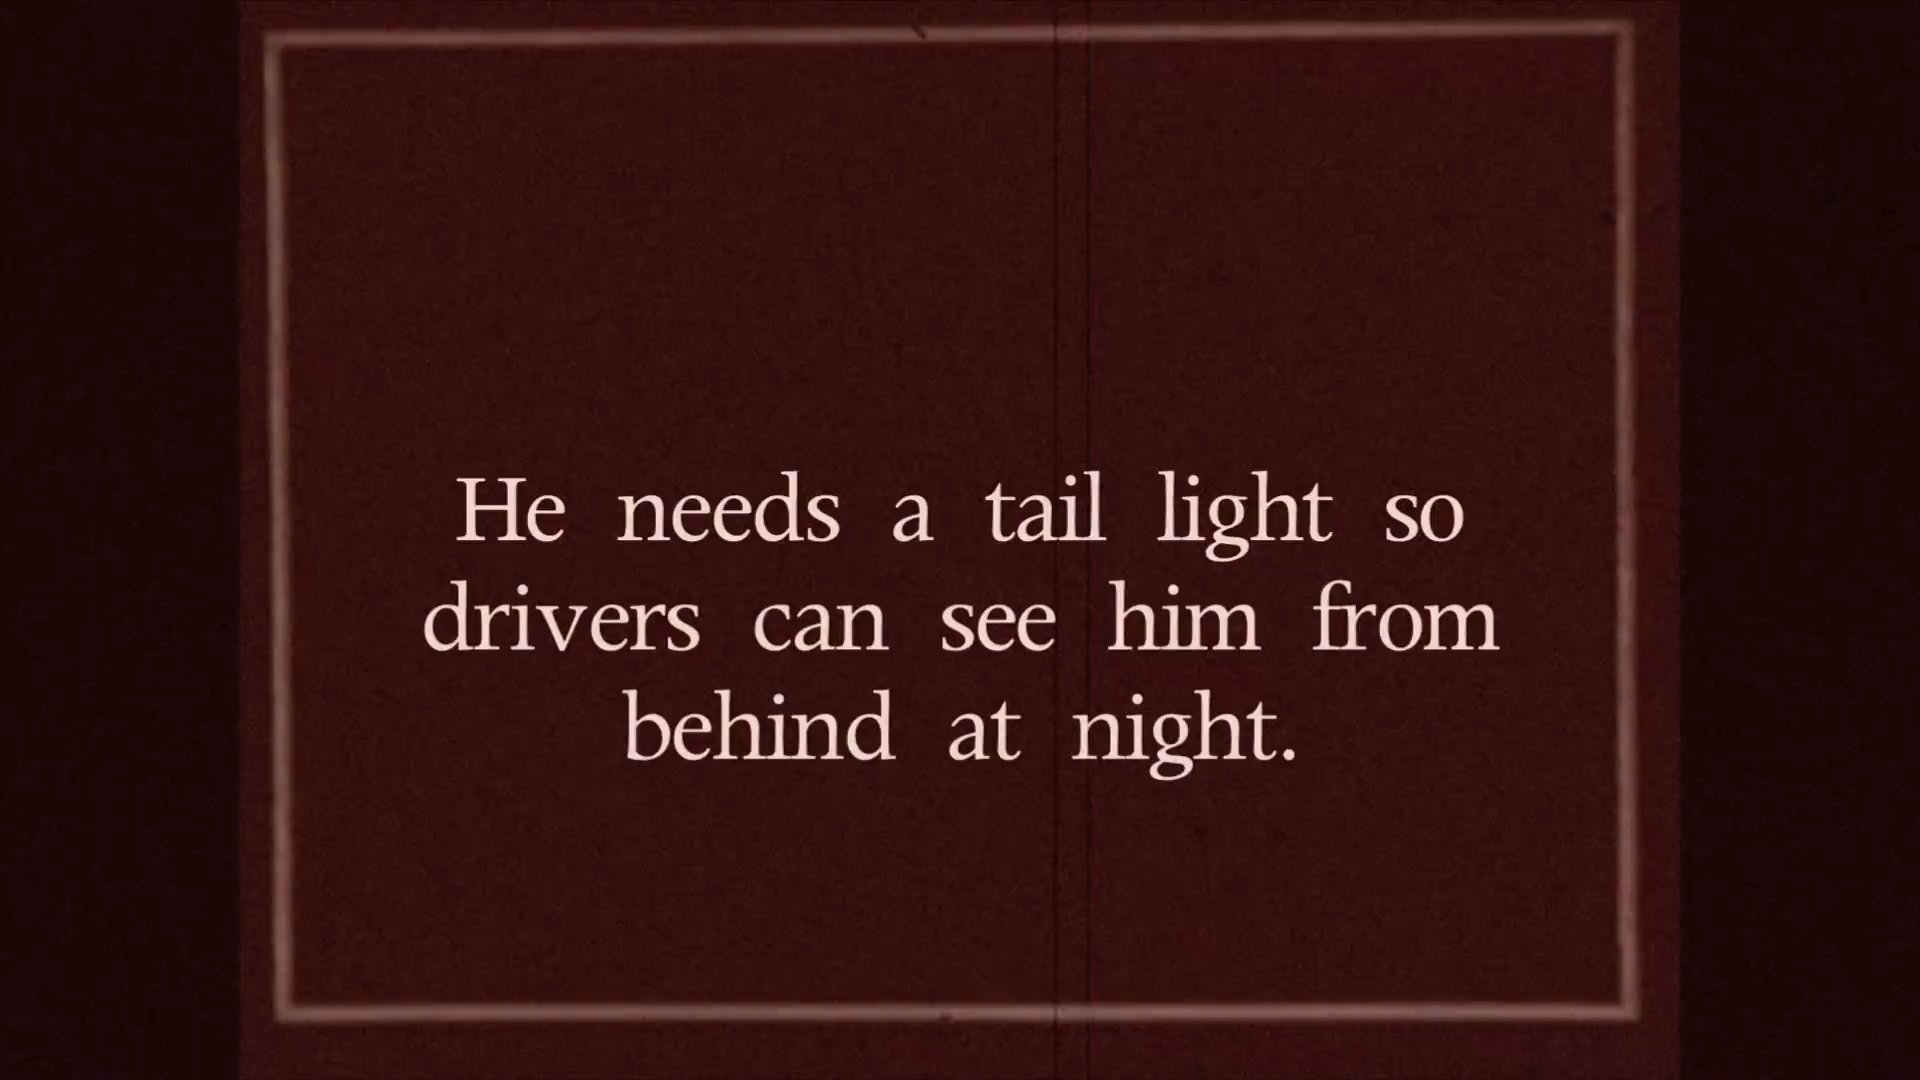 He needs a tail light so
drivers can see him from
behind at night.